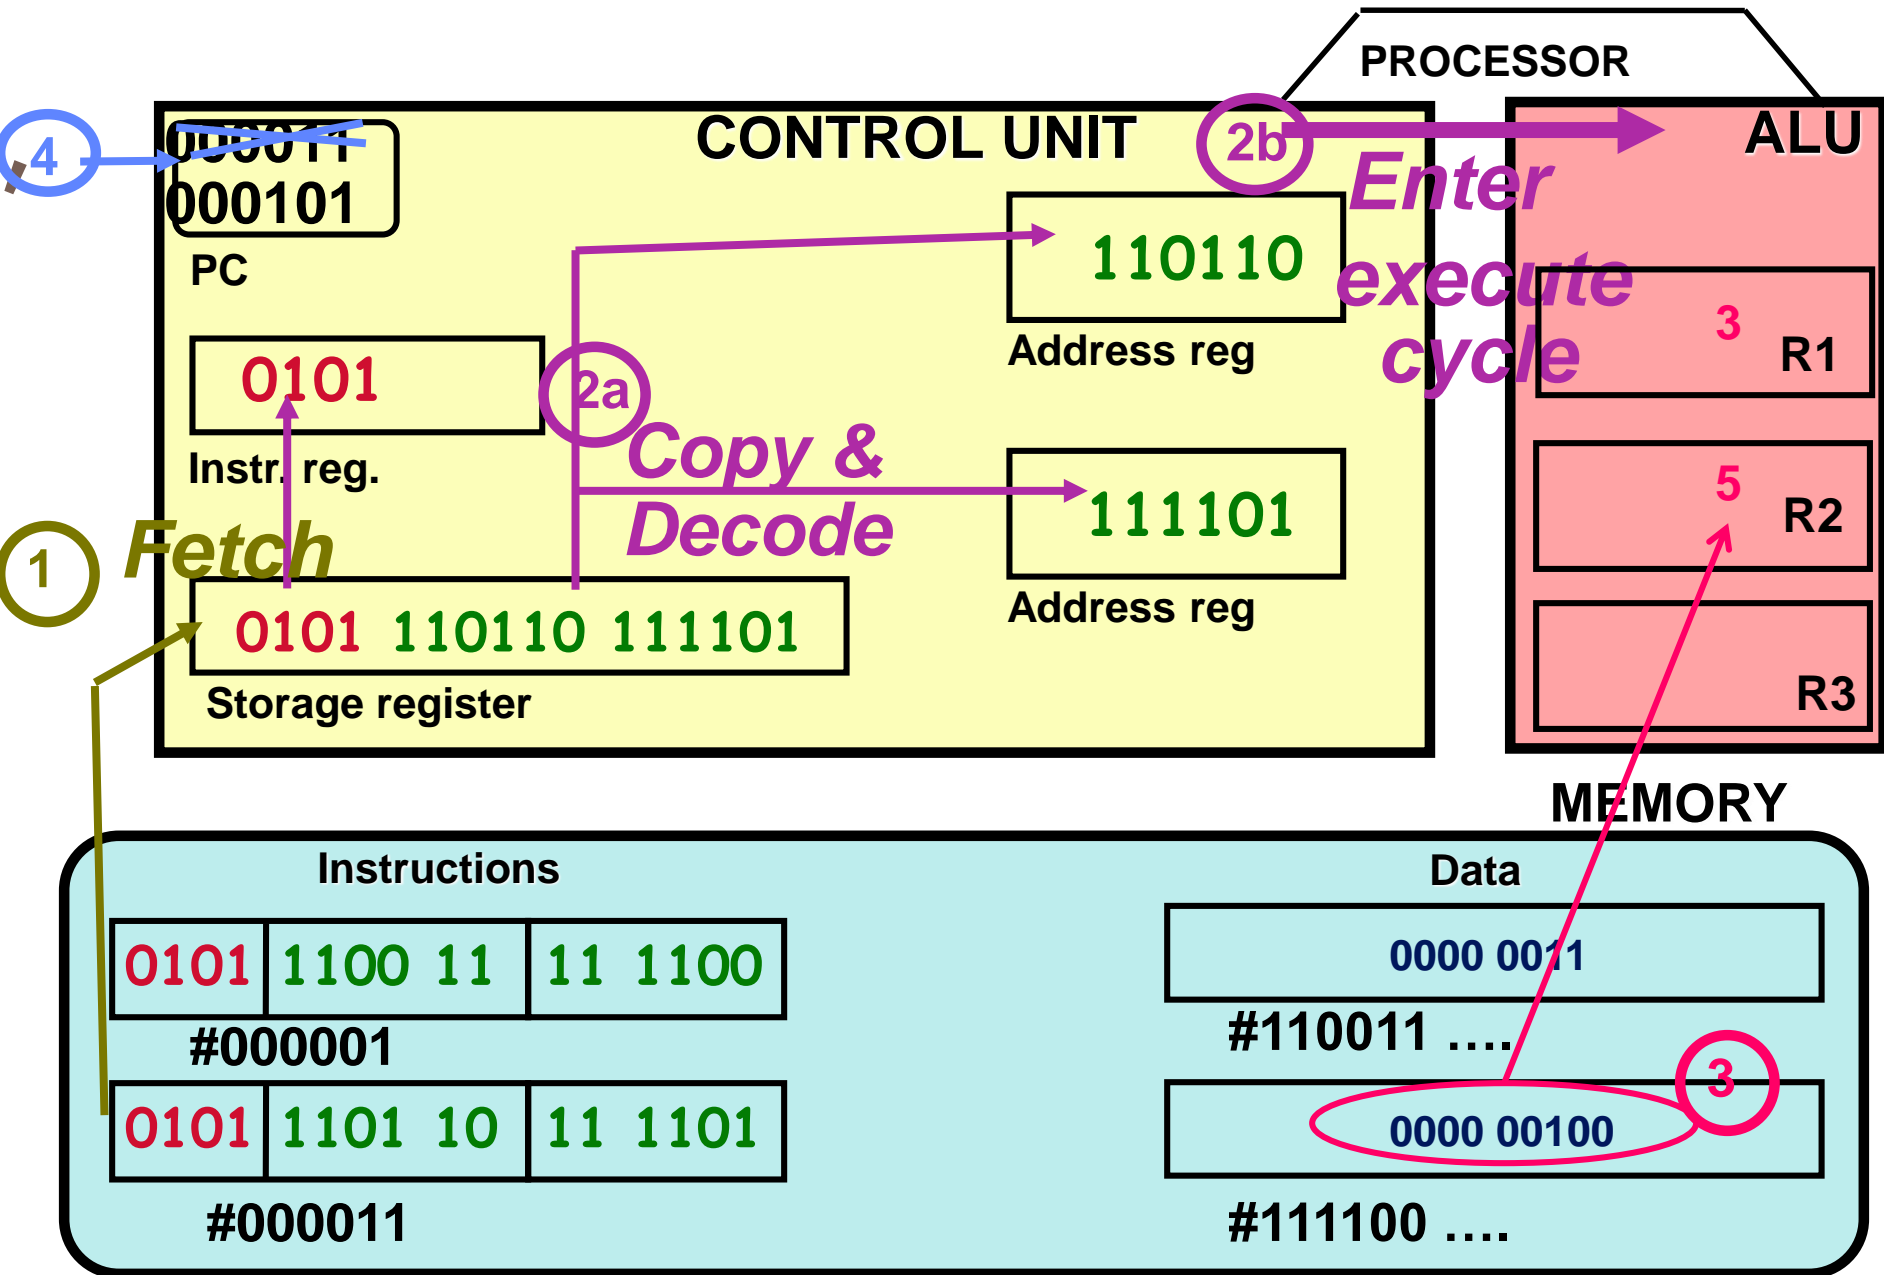 PROCESSOR
4
000011
000101
PC
CONTROL UNIT
2b
ALU
Enter
execute
cycle
110110
Address reg
3
R1
0101
Instr. reg.
2a
Copy &
Decode
111101
Address reg
5
R2
1
Fetch
0101 110110 111101
Storage register
R3
MEMORY
Instructions
Data
0101 1100 11 11 1100
#000001
0000 0011
#110011 ....
0101 1101 10 11 1101
#000011
3
0000 00100
#111100 ....